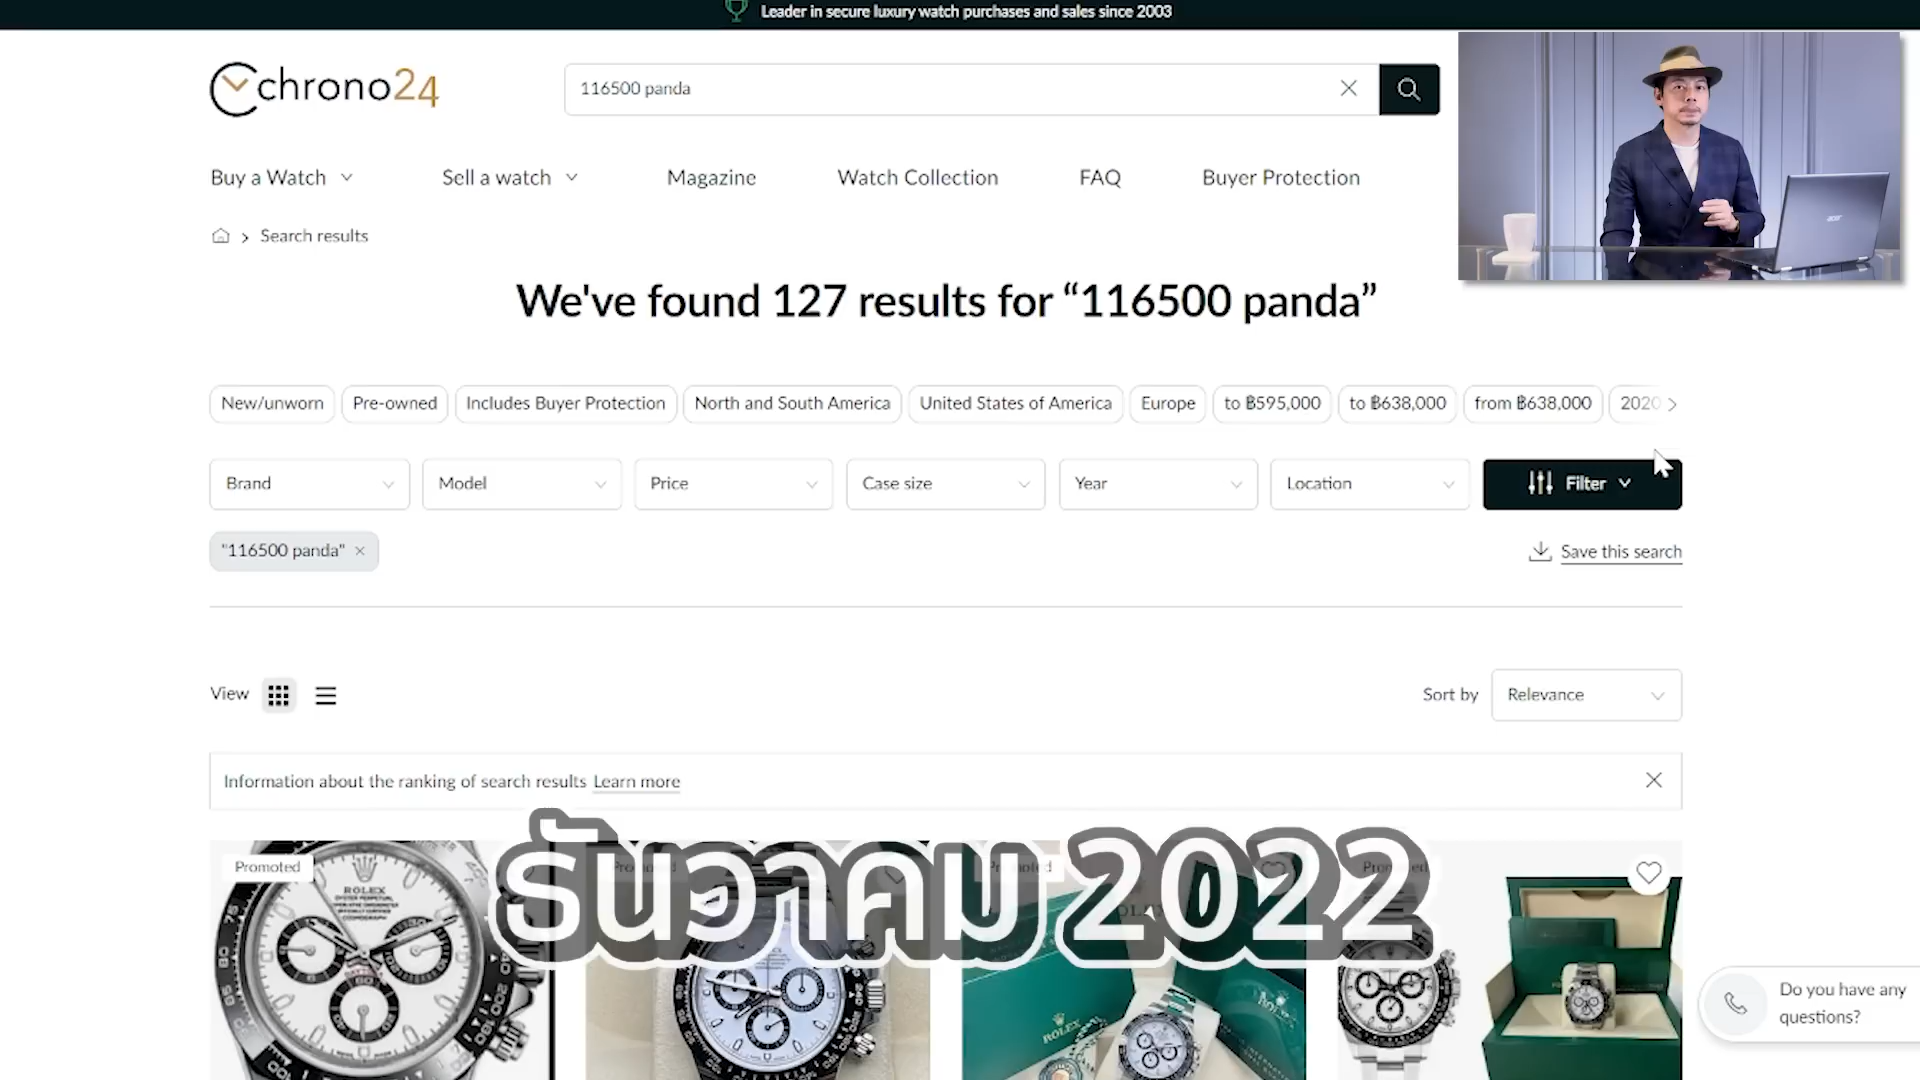 Leader in secure luxury watch purchases and sales since 2003
chrono24
116500 panda
acer
Buy a Watch
Sell a watch
Magazine
Watch Collection
FAQ
Buyer Protection
Search results
We've found 127 results for “116500 panda”
New/unworn
Pre-owned
Includes Buyer Protection
North and South America
United States of America
Europe
to ฿595,000
to ฿638,000
from ฿638,000
2020
Brand
Model
Price
Case size
Year
Location
Filter
"116500 panda" ×
Save this search
View
Sort by
Relevance
Information about the ranking of search results Learn more
Promoted
Promoted
Promoted
Promoted
ธันวาคม 2022
ROLEX
ROLEX
Do you have any
questions?